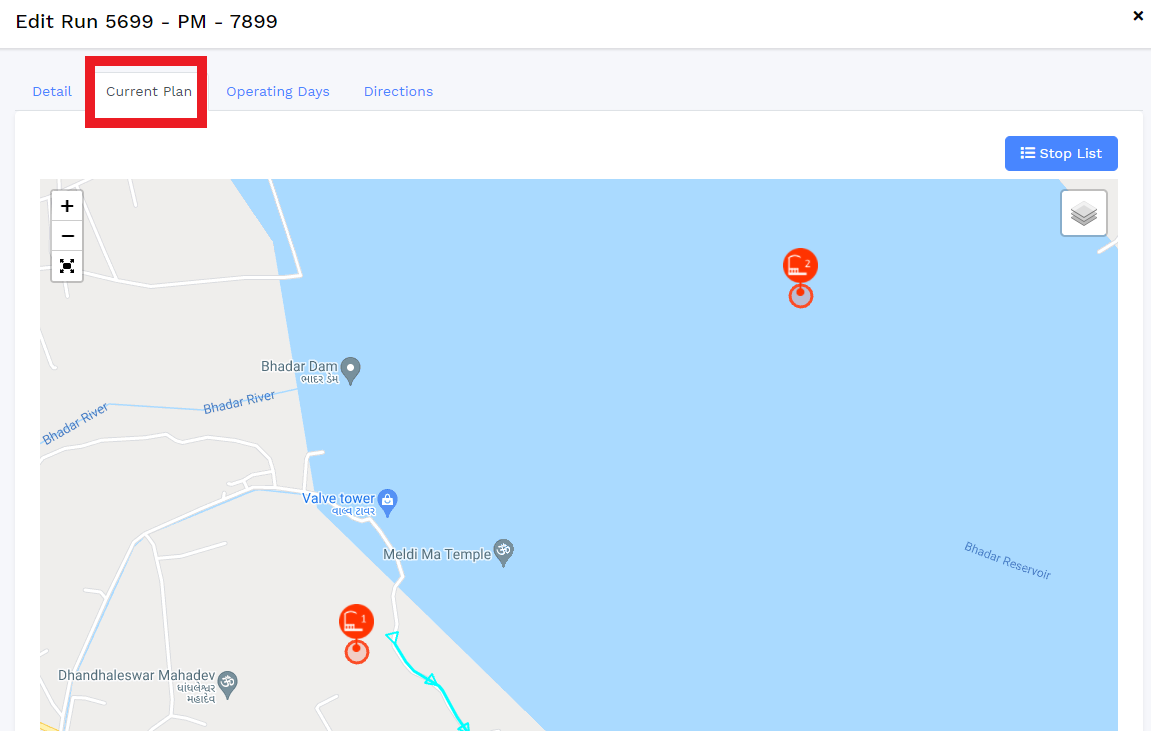 Edit Run 5699 - PM - 7899
×
Detail
Current Plan
Operating Days
Directions
Stop List
+
−
2
Bhadar Dam
ભાદર ડેમ
Bhadar River
Bhadar River
Valve tower
વાલ્વ ટાવર
Meldi Ma Temple
Bhadar Reservoir
1
Dhandhaleswar Mahadev
ધાંધલેશ્વર
મહાદેવ